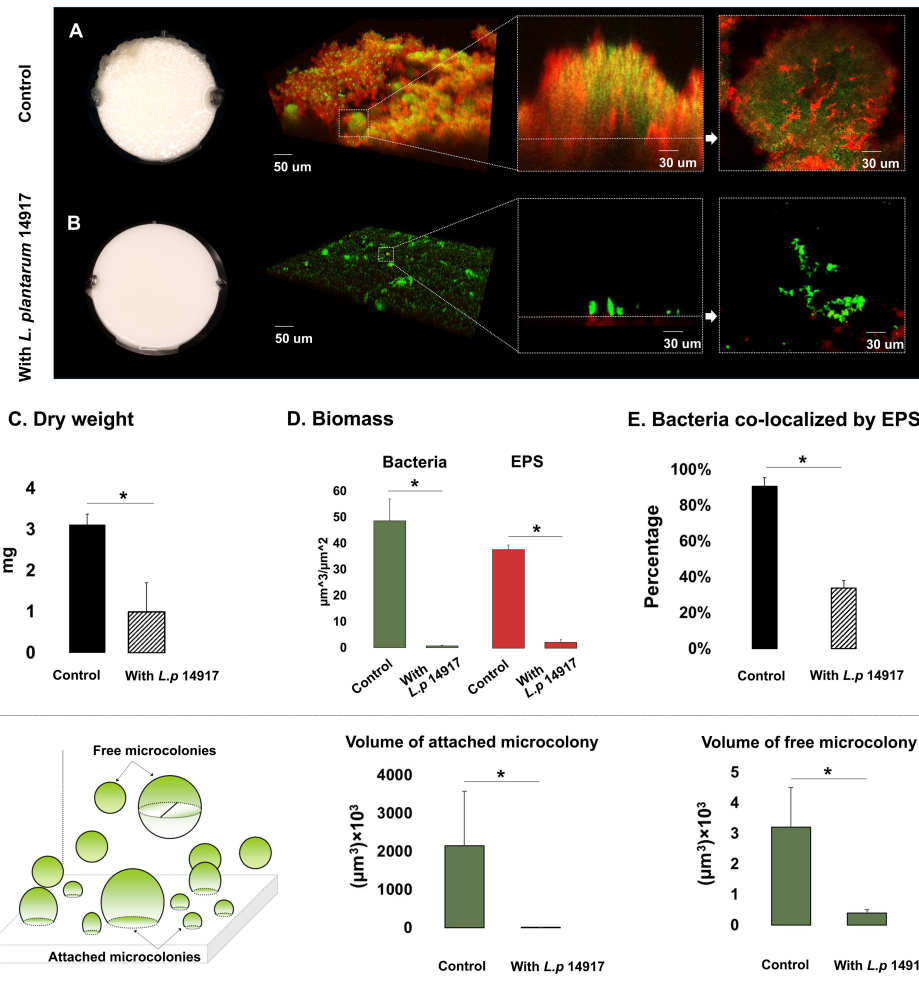 A
Control
50 um
30 um
30 um
B
With L. plantarum 14917
50 um
30 um
30 um
C. Dry weight
4
3
2
1
0
mg
*
Control
With L.p 14917
D. Biomass
Bacteria
EPS
60
50
40
30
20
10
0
µm^3/µm^2
*
*
Control
With
L.p 14917
Control
With
L.p 14917
E. Bacteria co-localized by EPS
100%
80%
60%
40%
20%
0%
Percentage
*
Control
With L.p 14917
Free microcolonies
Attached microcolonies
Volume of attached microcolony
4000
3000
2000
1000
0
(µm³)×10³
*
Control
With L.p 14917
Volume of free microcolony
5
4
3
2
1
0
(µm³)×10³
*
Control
With L.p 1491